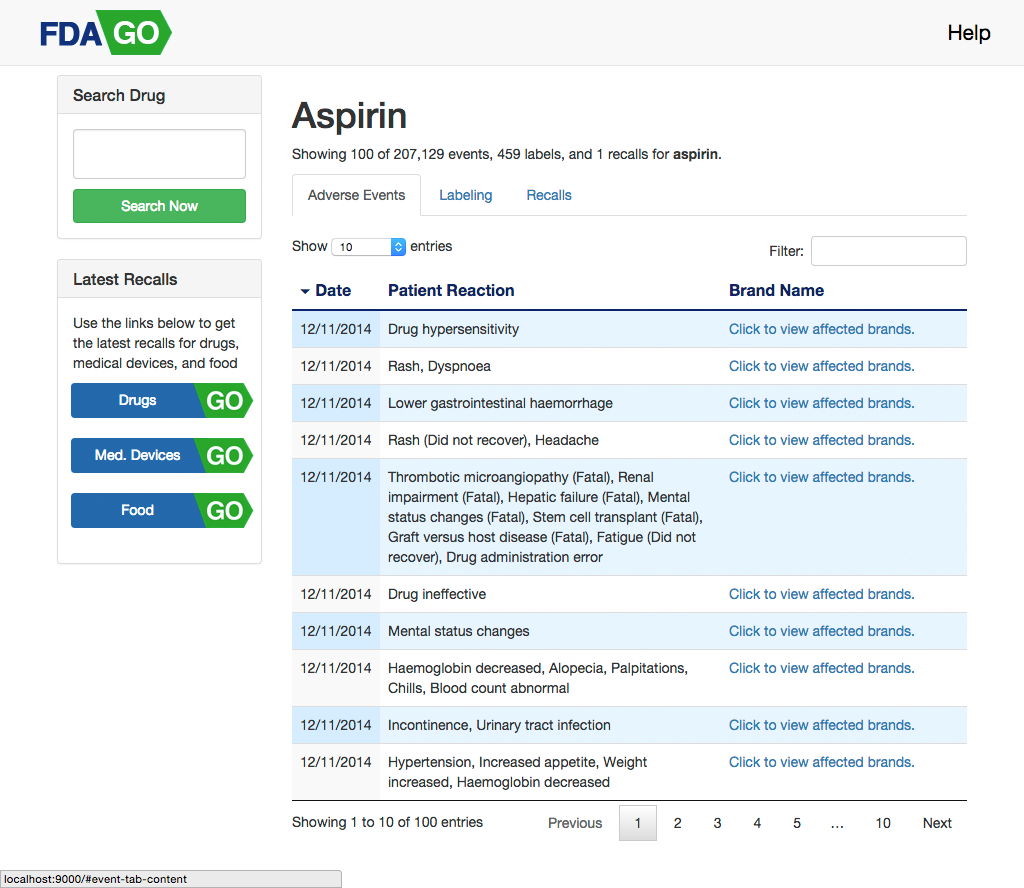 FDA GO
Help
Search Drug
Search Now
Latest Recalls
Use the links below to get
the latest recalls for drugs,
medical devices, and food
Drugs GO
Med. Devices GO
Food GO
Aspirin
Showing 100 of 207,129 events, 459 labels, and 1 recalls for aspirin.
Adverse Events Labeling Recalls
Show 10 entries Filter:
Date Patient Reaction Brand Name
12/11/2014 Drug hypersensitivity Click to view affected brands.
12/11/2014 Rash, Dyspnoea Click to view affected brands.
12/11/2014 Lower gastrointestinal haemorrhage Click to view affected brands.
12/11/2014 Rash (Did not recover), Headache Click to view affected brands.
12/11/2014 Thrombotic microangiopathy (Fatal), Renal Click to view affected brands.
impairment (Fatal), Hepatic failure (Fatal), Mental
status changes (Fatal), Stem cell transplant (Fatal),
Graft versus host disease (Fatal), Fatigue (Did not
recover), Drug administration error
12/11/2014 Drug ineffective Click to view affected brands.
12/11/2014 Mental status changes Click to view affected brands.
12/11/2014 Haemoglobin decreased, Alopecia, Palpitations, Click to view affected brands.
Chills, Blood count abnormal
12/11/2014 Incontinence, Urinary tract infection Click to view affected brands.
12/11/2014 Hypertension, Increased appetite, Weight Click to view affected brands.
increased, Haemoglobin decreased
Showing 1 to 10 of 100 entries Previous 1 2 3 4 5 … 10 Next
localhost:9000/#event-tab-content